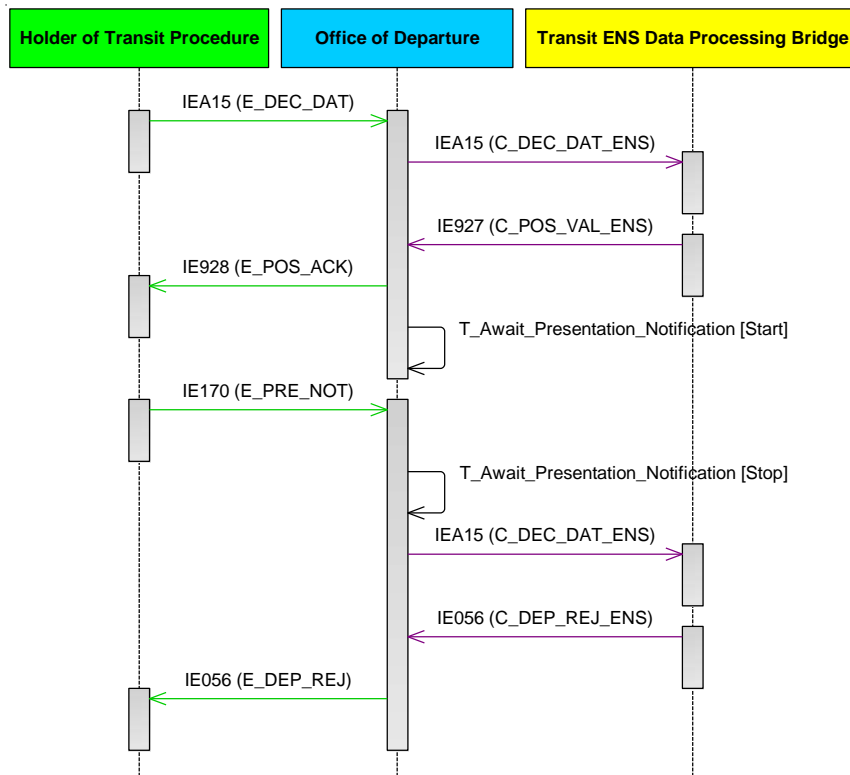 Holder of Transit Procedure
Office of Departure
Transit ENS Data Processing Bridge
IEA15 (E_DEC_DAT)
IEA15 (C_DEC_DAT_ENS)
IE927 (C_POS_VAL_ENS)
IE928 (E_POS_ACK)
T_Await_Presentation_Notification [Start]
IE170 (E_PRE_NOT)
T_Await_Presentation_Notification [Stop]
IEA15 (C_DEC_DAT_ENS)
IE056 (C_DEP_REJ_ENS)
IE056 (E_DEP_REJ)